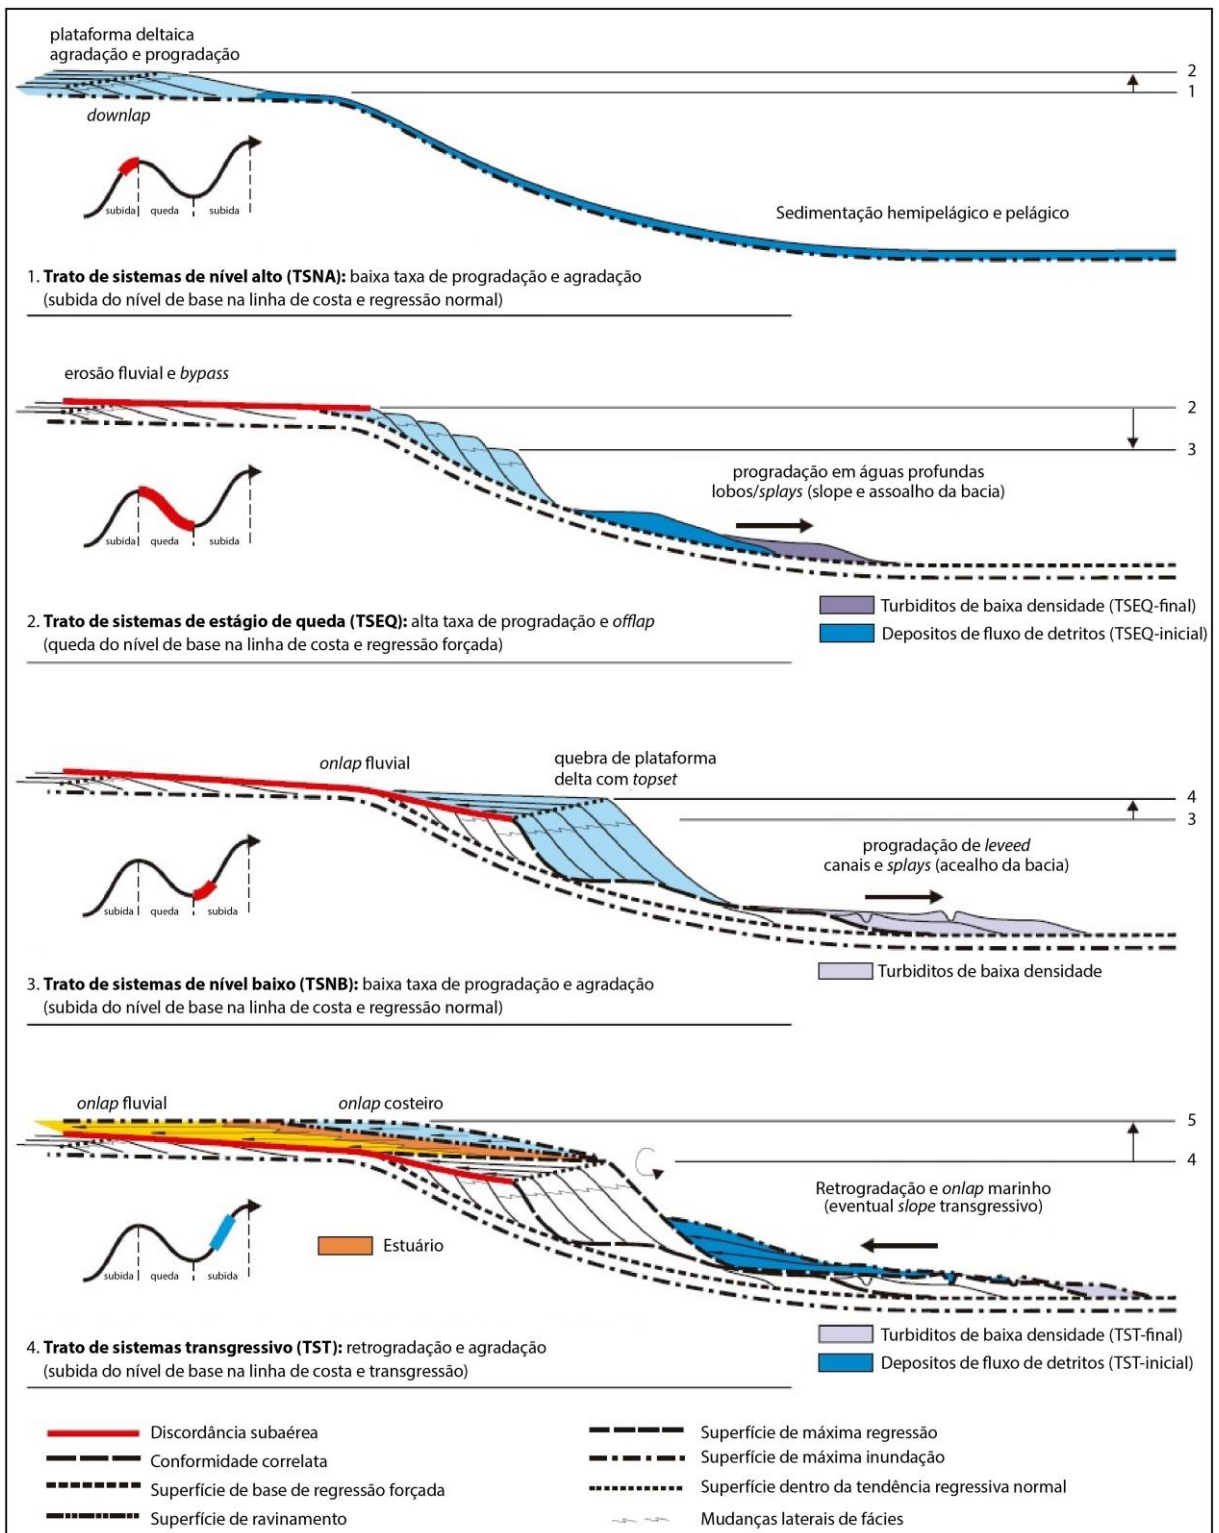 plataforma deltaica
agradação e progradação
2
1
downlap
subida
queda
subida
Sedimentação hemipelágico e pelágico
1. Trato de sistemas de nível alto (TSNA): baixa taxa de progradação e agradação
(subida do nível de base na linha de costa e regressão normal)
erosão fluvial e bypass
2
3
progradação em águas profundas
lobos/splays (slope e assoalho da bacia)
subida
queda
subida
Turbiditos de baixa densidade (TSEQ-final)
Depositos de fluxo de detritos (TSEQ-inicial)
2. Trato de sistemas de estágio de queda (TSEQ): alta taxa de progradação e offlap
(queda do nível de base na linha de costa e regressão forçada)
onlap fluvial
quebra de plataforma
delta com topset
4
3
progradação de leveed
canais e splays (acealho da bacia)
subida
queda
subida
Turbiditos de baixa densidade
3. Trato de sistemas de nível baixo (TSNB): baixa taxa de progradação e agradação
(subida do nível de base na linha de costa e regressão normal)
onlap fluvial
onlap costeiro
5
4
Retrogradação e onlap marinho
(eventual slope transgressivo)
subida
queda
subida
Estuário
Turbiditos de baixa densidade (TST-final)
Depositos de fluxo de detritos (TST-inicial)
4. Trato de sistemas transgressivo (TST): retrogradação e agradação
(subida do nível de base na linha de costa e transgressão)
Discordância subaérea
Conformidade correlata
Superfície de base de regressão forçada
Superfície de ravinamento
Superfície de máxima regressão
Superfície de máxima inundação
Superfície dentro da tendência regressiva normal
Mudanças laterais de fácies